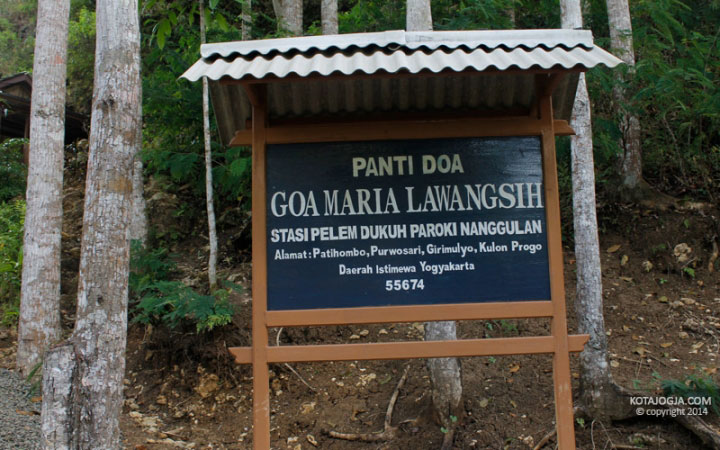 PANTI DOA
GOA MARIA LAWANGSIH
STASI PELEM DUKUH PAROKI NANGGULAN
Alamat : Patihombo, Purwosari, Girimulyo, Kulon Progo
Daerah Istimewa Yogyakarta
55674
KOTAJOGJA.COM
© copyright 2014